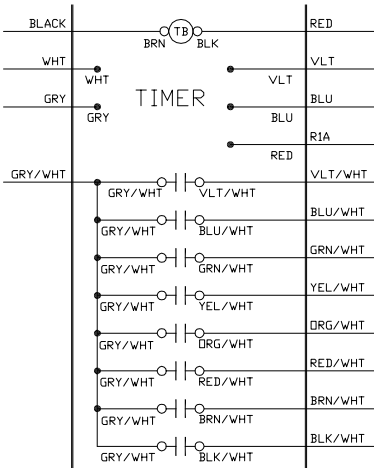 BLACK TB RED
BRN BLK
WHT VLT
WHT VLT
GRY TIMER BLU
GRY BLU
R1A
RED
GRY/WHT VLT/WHT
GRY/WHT VLT/WHT
BLU/WHT
GRY/WHT BLU/WHT
GRN/WHT
GRY/WHT GRN/WHT
YEL/WHT
GRY/WHT YEL/WHT
ORG/WHT
GRY/WHT ORG/WHT
RED/WHT
GRY/WHT RED/WHT
BRN/WHT
GRY/WHT BRN/WHT
BLK/WHT
GRY/WHT BLK/WHT